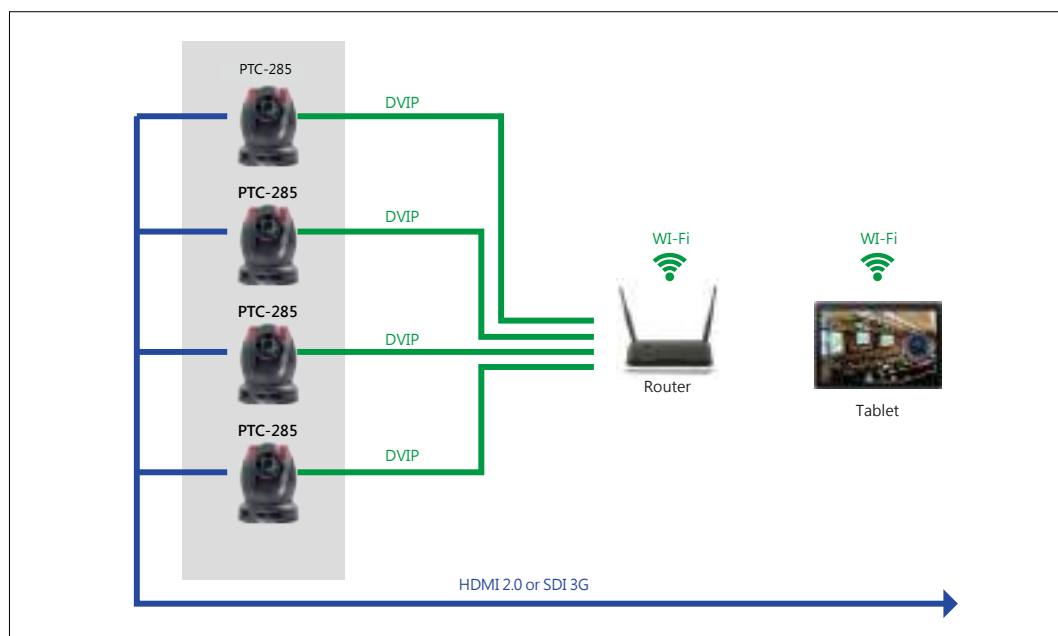 PTC-285
DVIP
PTC-285
DVIP
WI-Fi
WI-Fi
PTC-285
DVIP
Router
Tablet
PTC-285
DVIP
HDMI 2.0 or SDI 3G